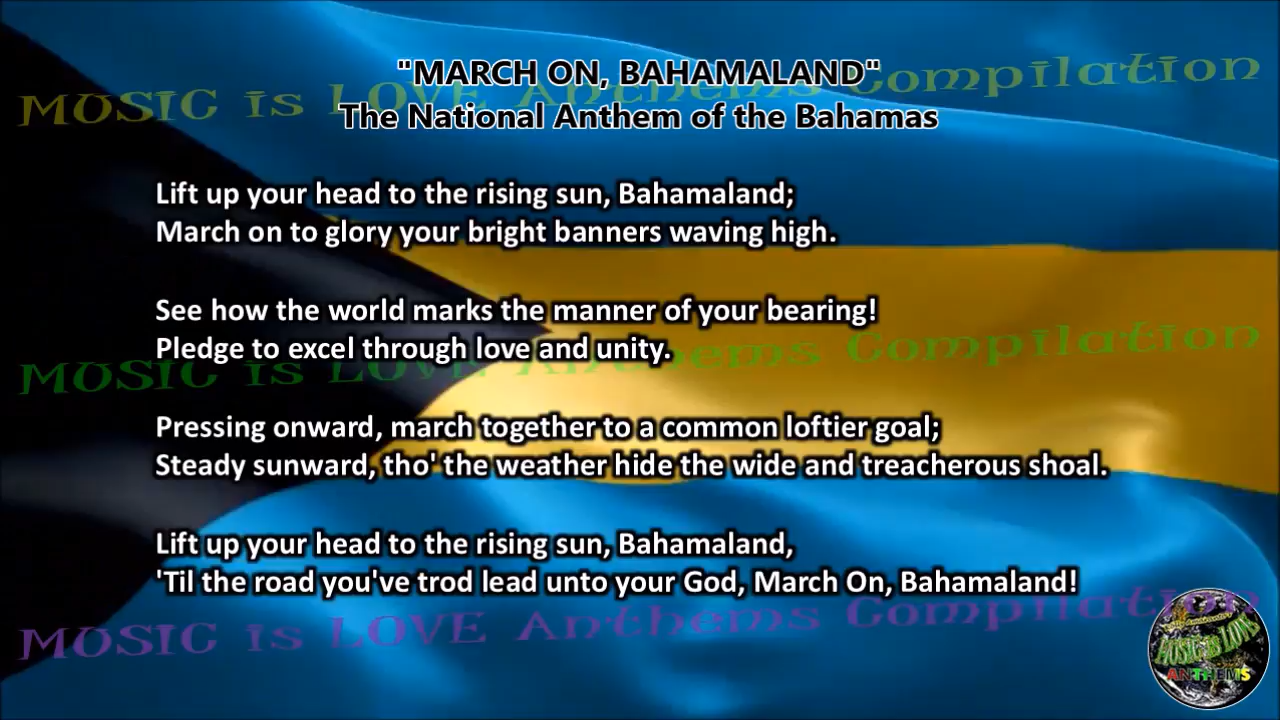 "MARCH ON, BAHAMALAND"
The National Anthem of the Bahamas
MUSIC is LOVE Anthems Compilation
Lift up your head to the rising sun, Bahamaland;
March on to glory your bright banners waving high.
See how the world marks the manner of your bearing!
Pledge to excel through love and unity.
MUSIC is LOVE Anthems Compilation
Pressing onward, march together to a common loftier goal;
Steady sunward, tho' the weather hide the wide and treacherous shoal.
Lift up your head to the rising sun, Bahamaland,
'Til the road you've trod lead unto your God, March On, Bahamaland!
MUSIC is LOVE Anthems Compilation
MUSIC IS LOVE
ANTHEMS